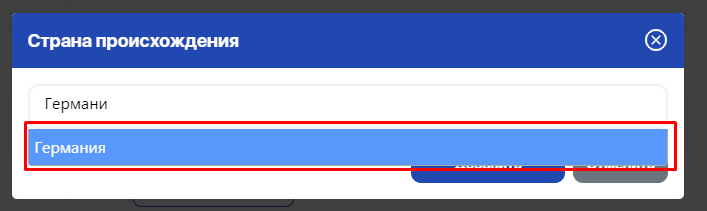 Страна происхождения
Германи
Германия